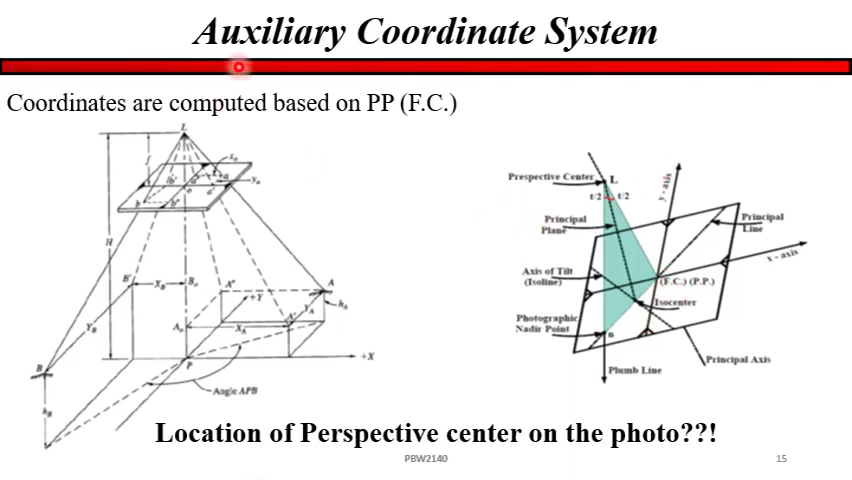 Auxiliary Coordinate System
Coordinates are computed based on PP (F.C.)
L
H
f
b
o
a
B'
X_B
B_o
A''
A
+Y
Y_A
h_A
A_o
X_A
A'
Y_B
B
P
+X
Angle APB
h_B
Prespective Center
L
t/2
t/2
y - axis
Principal
Plane
Principal
Line
x - axis
Axis of Tilt
(Isoline)
(F.C.) (P.P.)
Isocenter
Photographic
Nadir Point
n
Principal Axis
Plumb Line
Location of Perspective center on the photo??!
PBW2140
15